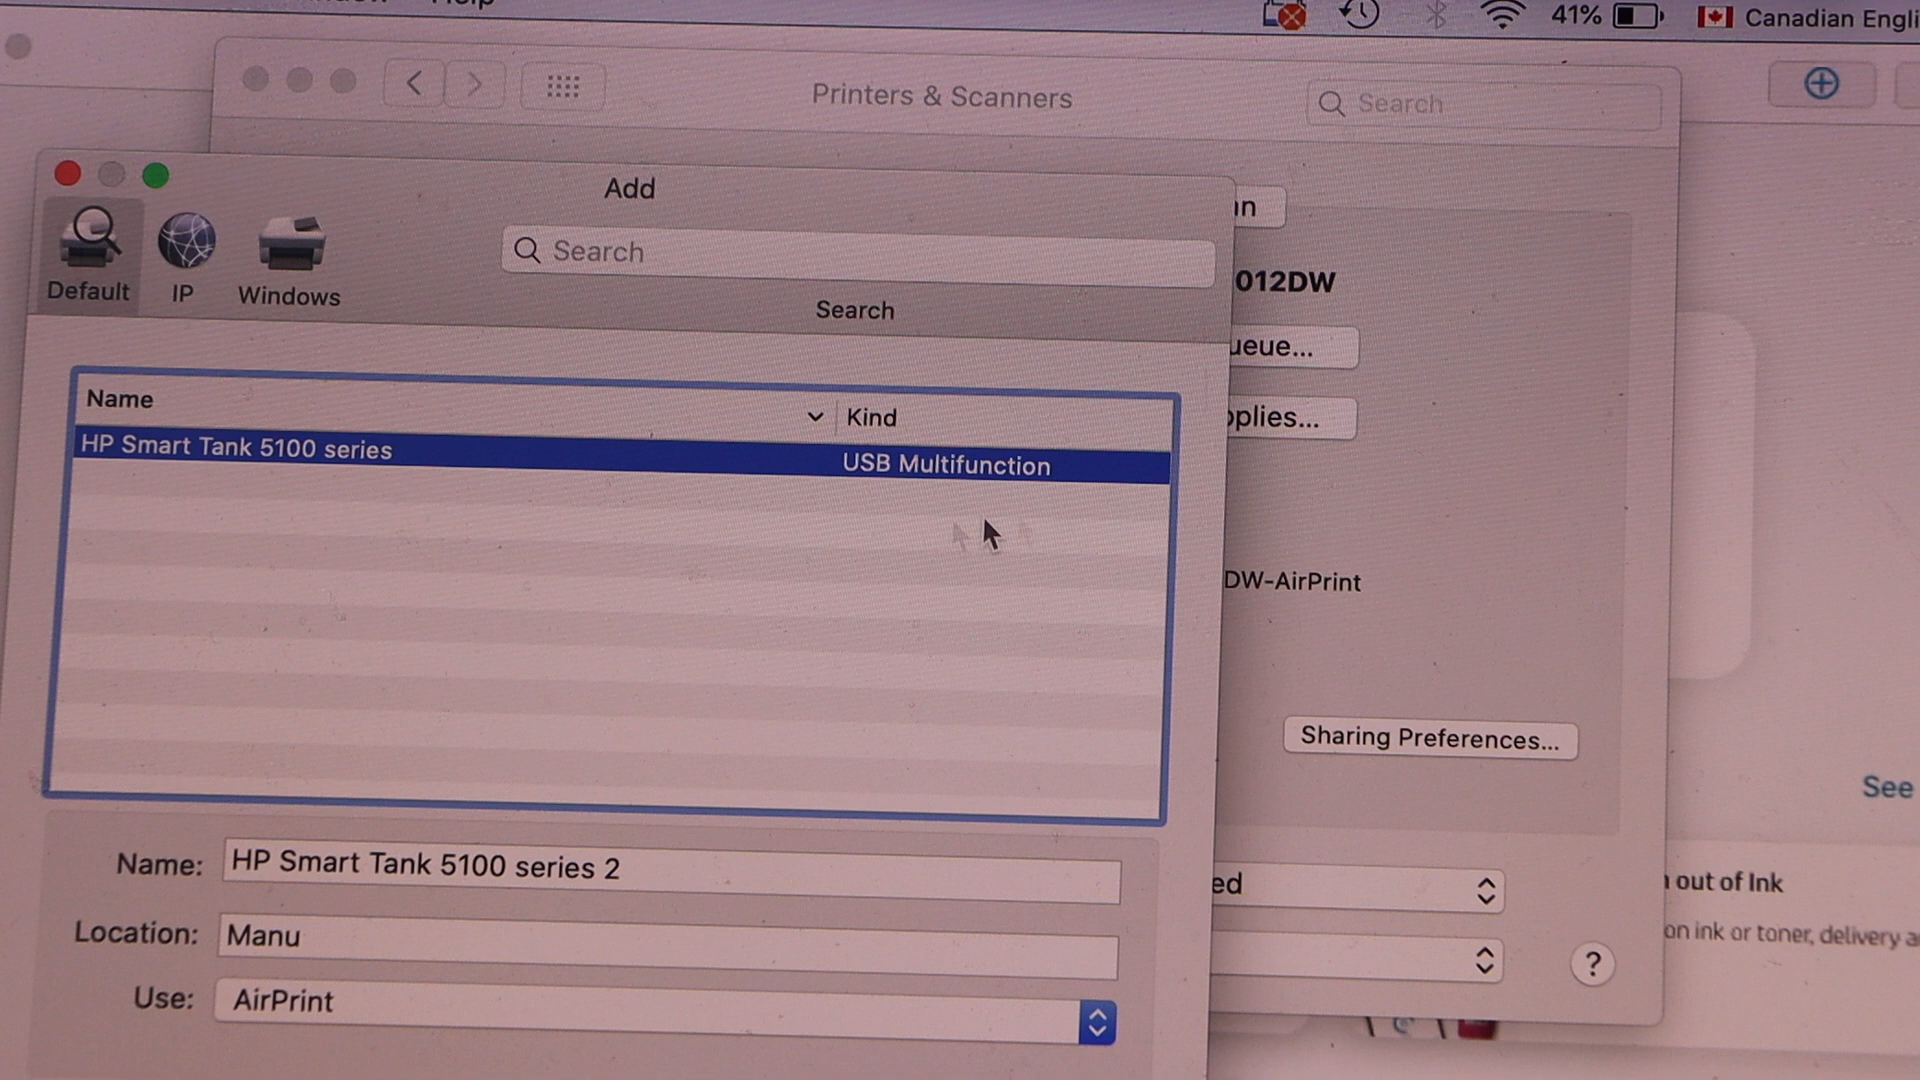 Help
41%
Canadian Engli
Printers & Scanners
Search
Add
Default
IP
Windows
Search
Search
012DW
ueue...
pplies...
Name
Kind
HP Smart Tank 5100 series
USB Multifunction
DW-AirPrint
Sharing Preferences...
See
Name:
HP Smart Tank 5100 series 2
Location:
Manu
Use:
AirPrint
ed
out of Ink
on ink or toner, delivery a
?